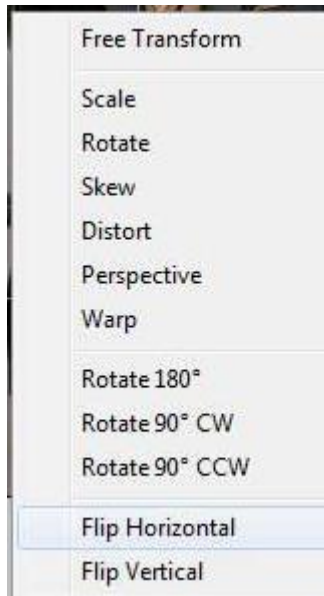 Free Transform
Scale
Rotate
Skew
Distort
Perspective
Warp
Rotate 180°
Rotate 90° CW
Rotate 90° CCW
Flip Horizontal
Flip Vertical